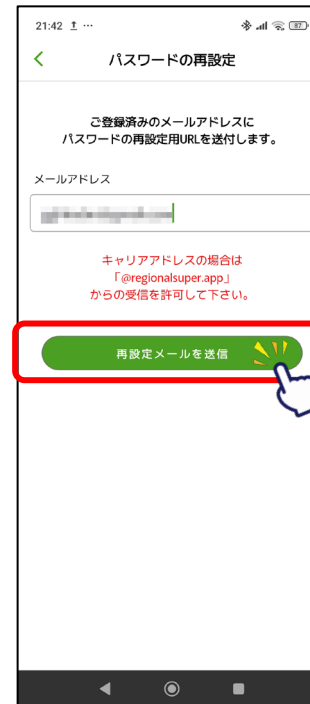 21:42
87
パスワードの再設定
ご登録済みのメールアドレスに
パスワードの再設定用URLを送付します。
メールアドレス
キャリアアドレスの場合は
「@regionalsuper.app」
からの受信を許可して下さい。
再設定メールを送信